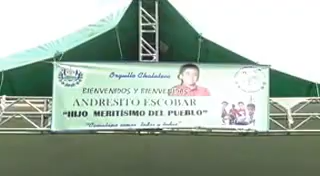 Orgullo Chalateco
BIENVENIDOS Y BIENVENIDAS
ANDRESITO ESCOBAR
"HIJO MERITÍSIMO DEL PUEBLO"